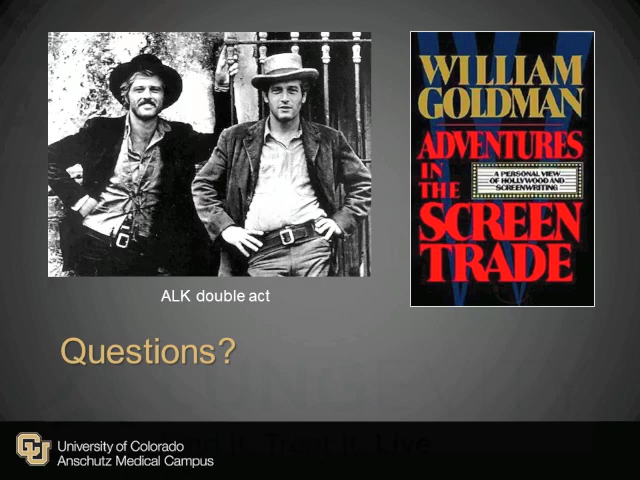 WILLIAM
GOLDMAN
ADVENTURES
IN
THE
A PERSONAL VIEW
OF HOLLYWOOD AND
SCREENWRITING
SCREEN
TRADE
ALK double act
Questions?
University of Colorado
Anschutz Medical Campus